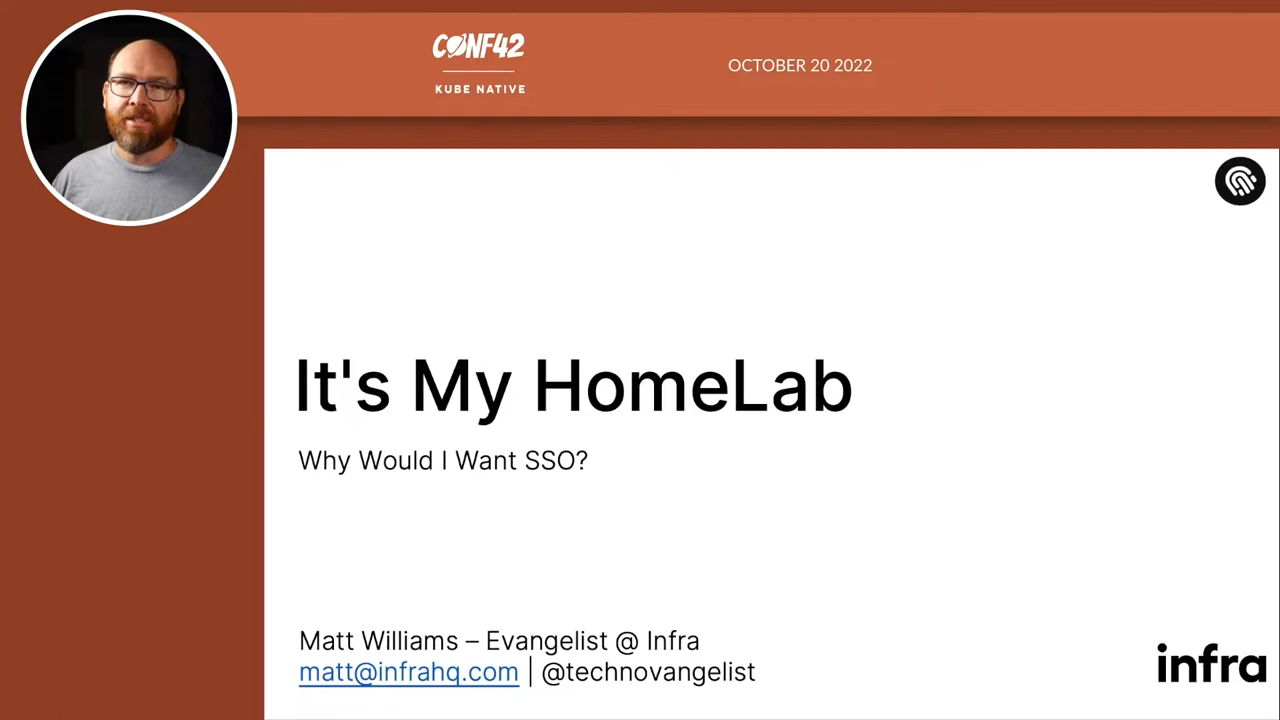 CONF42
KUBE NATIVE
OCTOBER 20 2022
It's My HomeLab
Why Would I Want SSO?
Matt Williams – Evangelist @ Infra
matt@infrahq.com | @technovangelist
infra